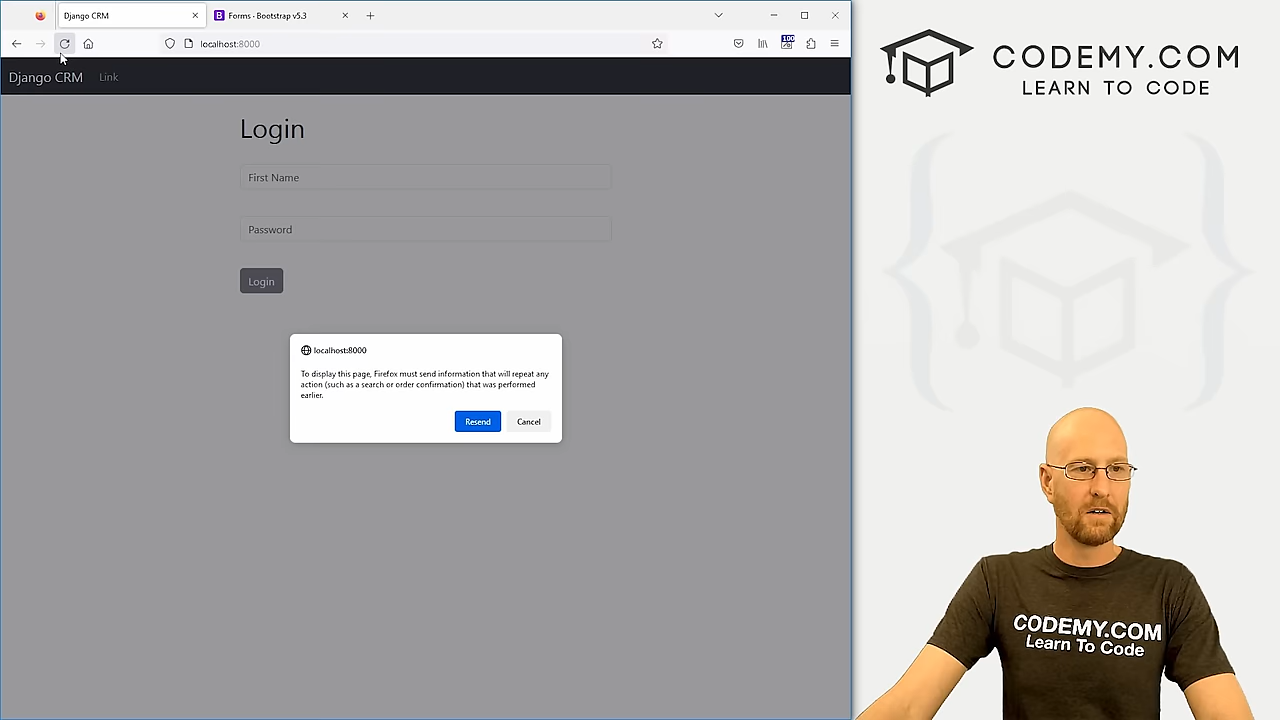 Django CRM
Forms · Bootstrap v5.3
localhost:8000
100
Django CRM
Link
Login
First Name
Password
Login
localhost:8000
To display this page, Firefox must send information that will repeat any
action (such as a search or order confirmation) that was performed
earlier.
Resend
Cancel
CODEMY.COM
LEARN TO CODE
CODEMY.COM
Learn To Code